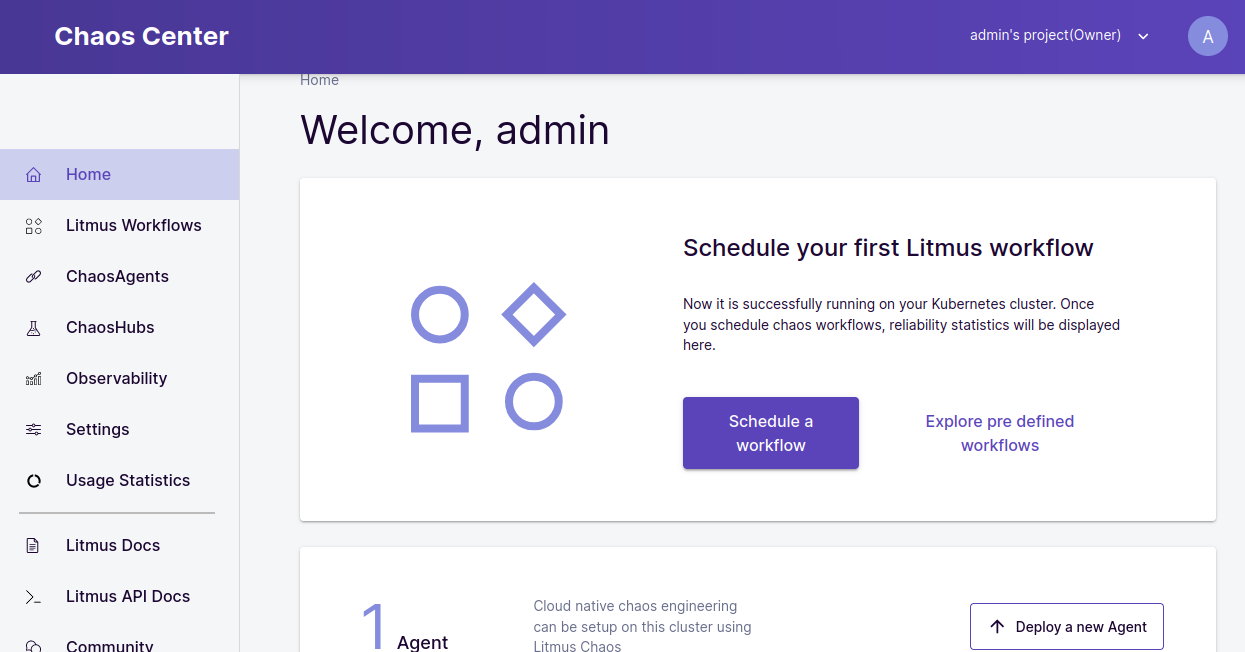 Chaos Center
admin's project(Owner)
A
Home
Welcome, admin
Home
Litmus Workflows
ChaosAgents
ChaosHubs
Observability
Settings
Usage Statistics
Litmus Docs
Litmus API Docs
Community
Schedule your first Litmus workflow
Now it is successfully running on your Kubernetes cluster. Once
you schedule chaos workflows, reliability statistics will be displayed
here.
Schedule a
workflow
Explore pre defined
workflows
1 Agent
Cloud native chaos engineering
can be setup on this cluster using
Litmus Chaos
Deploy a new Agent